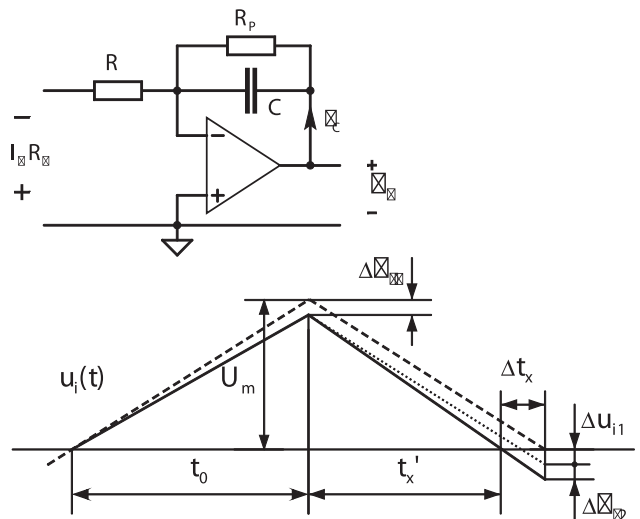 R_P
R
C
−
I R
+
−
+
+
−
Δ
u_i(t)
U_m
Δt_x
Δu_i1
t_0
t_x'
Δ